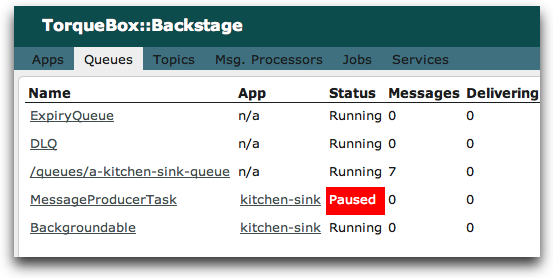 TorqueBox::Backstage
Apps Queues Topics Msg. Processors Jobs Services
Name App Status Messages Delivering
ExpiryQueue n/a Running 0 0
DLQ n/a Running 0 0
/queues/a-kitchen-sink-queue n/a Running 7 0
MessageProducerTask kitchen-sink Paused 0 0
Backgroundable kitchen-sink Running 0 0